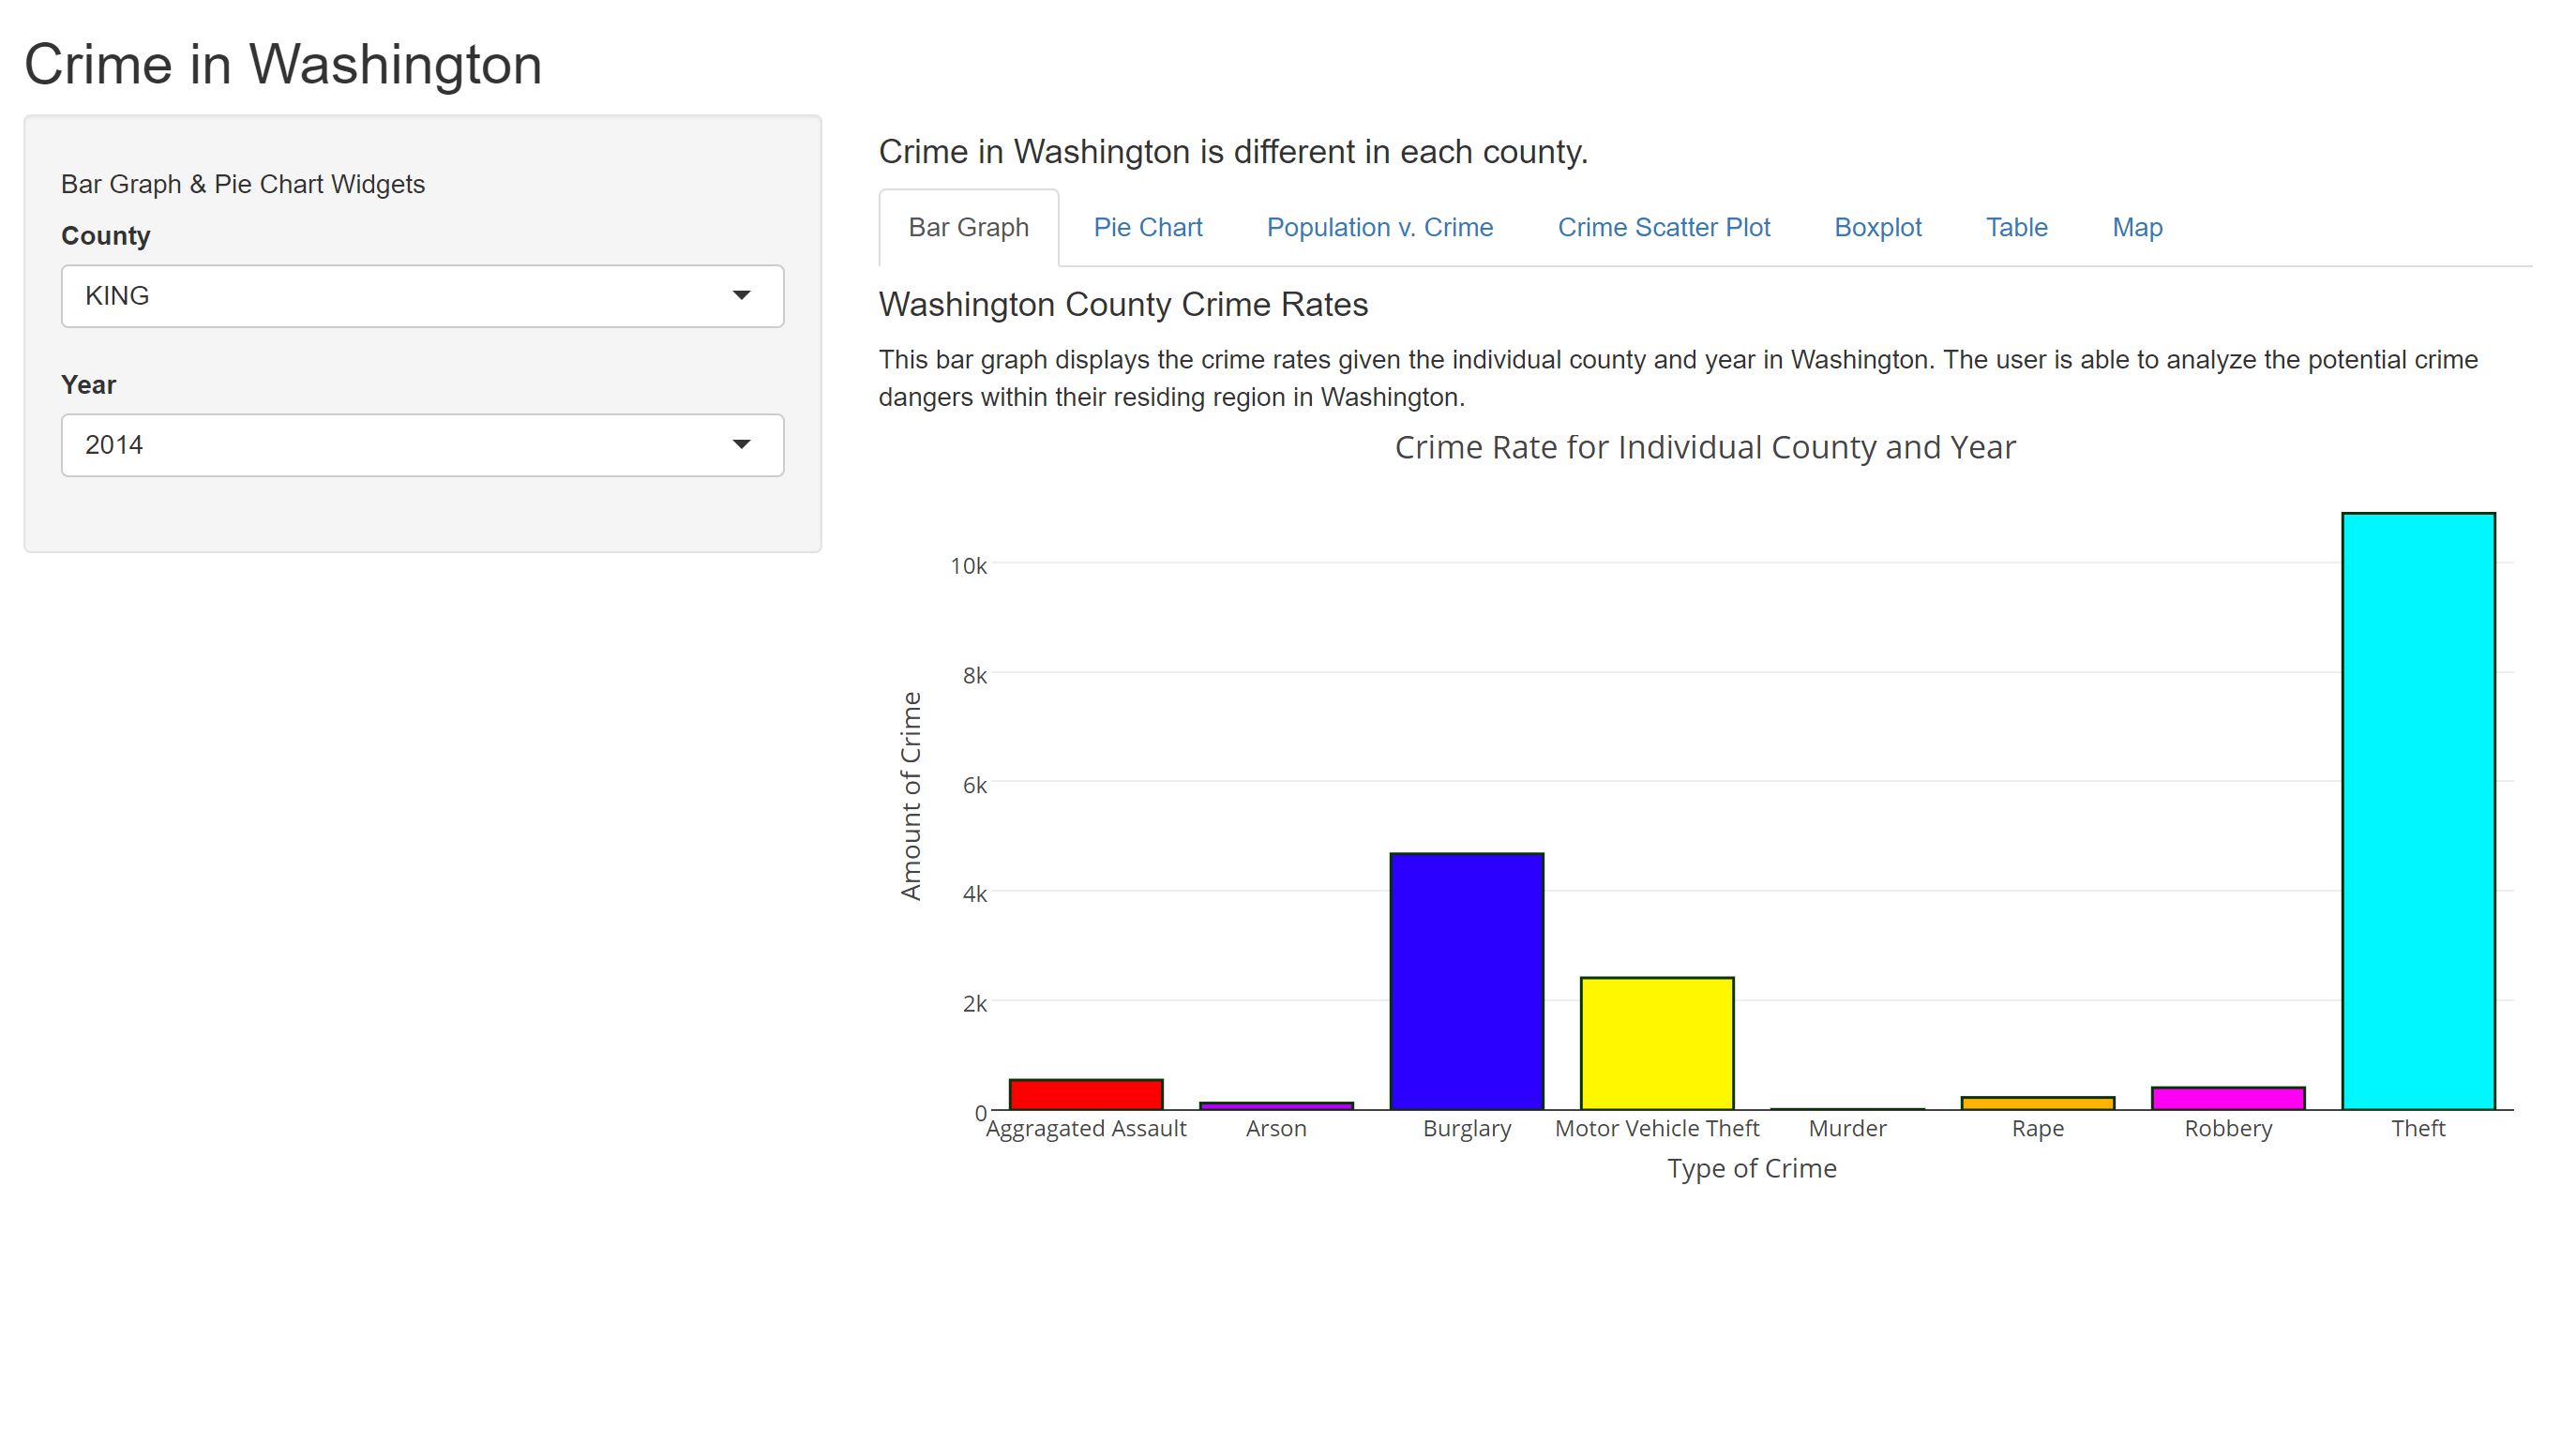 Crime in Washington
Bar Graph & Pie Chart Widgets
County
KING
Year
2014
Crime in Washington is different in each county.
Bar Graph Pie Chart Population v. Crime Crime Scatter Plot Boxplot Table Map
Washington County Crime Rates
This bar graph displays the crime rates given the individual county and year in Washington. The user is able to analyze the potential crime
dangers within their residing region in Washington.
Crime Rate for Individual County and Year
10k
8k
6k
4k
2k
0
Amount of Crime
Aggragated Assault Arson Burglary Motor Vehicle Theft Murder Rape Robbery Theft
Type of Crime